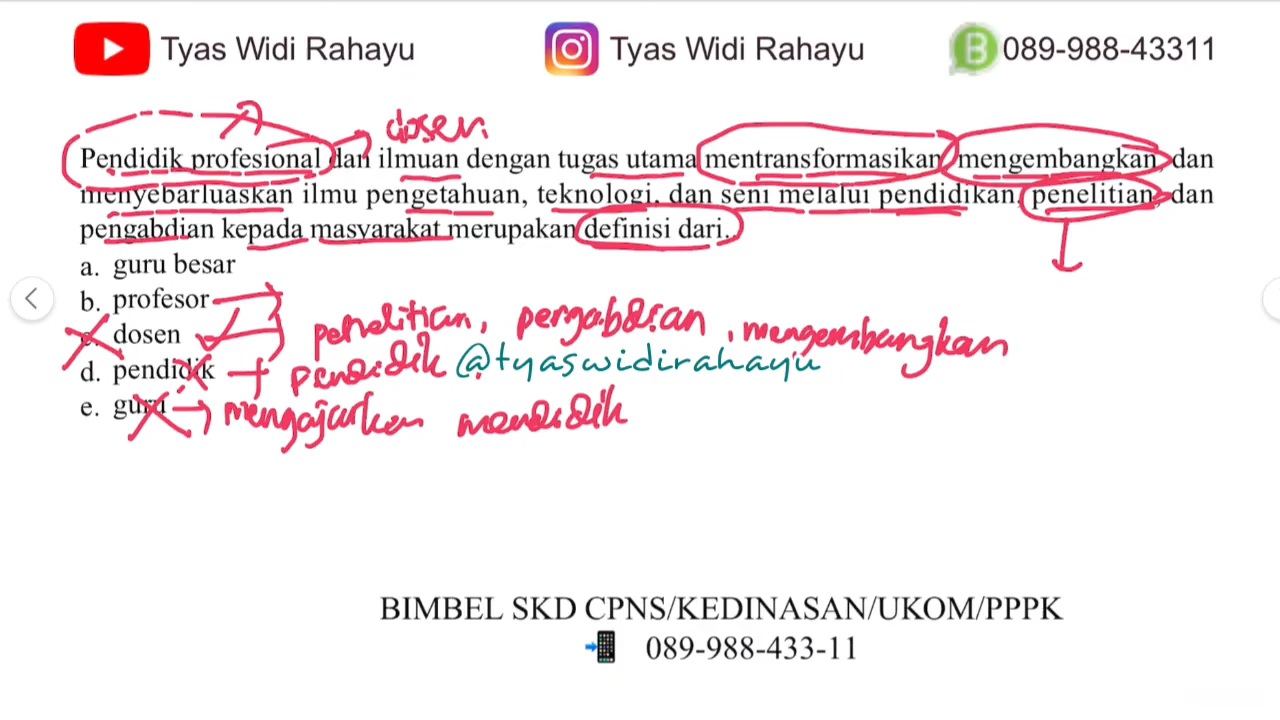 Tyas Widi Rahayu Tyas Widi Rahayu 089-988-43311
dosen
Pendidik profesional dan ilmuan dengan tugas utama mentransformasikan, mengembangkan, dan
menyebarluaskan ilmu pengetahuan, teknologi, dan seni melalui pendidikan, penelitian, dan
pengabdian kepada masyarakat merupakan definisi dari..
a. guru besar
b. profesor
penelitian, pengabdian, mengembangkan
c. dosen
d. pendidik + pendidik @tyaswidirahayu
e. guru → mengajarkan mendidik
BIMBEL SKD CPNS/KEDINASAN/UKOM/PPPK
089-988-433-11